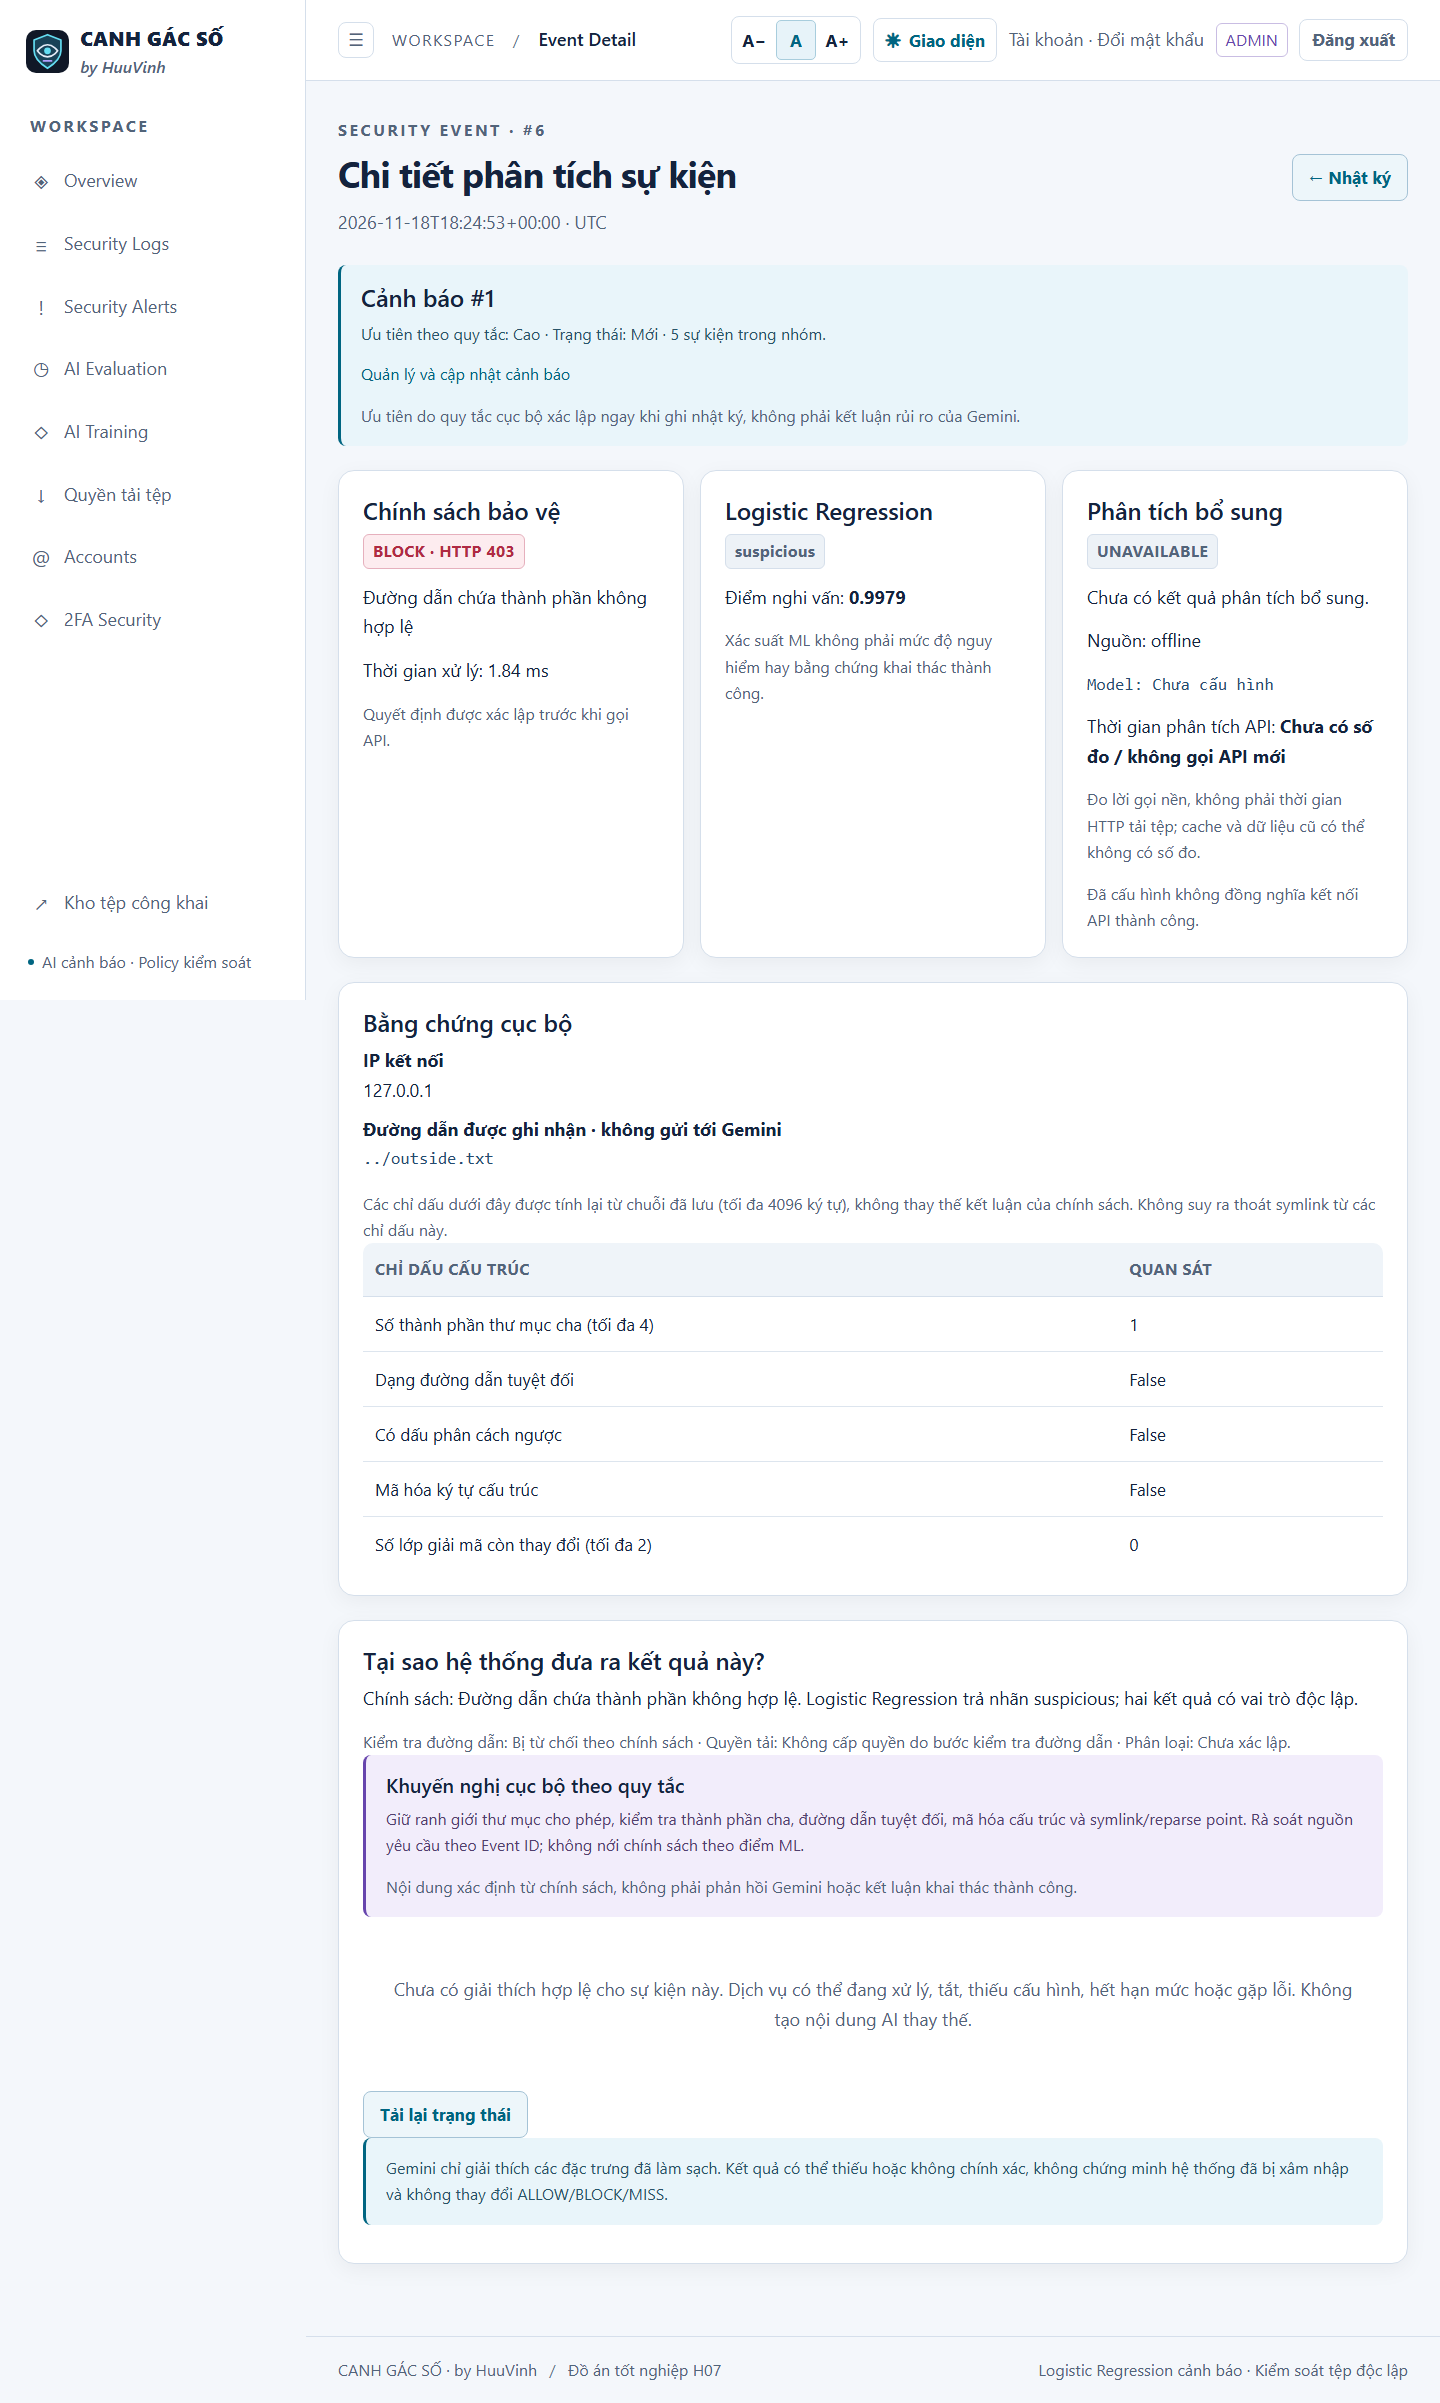 CANH GÁC SỐ
by HuuVinh
WORKSPACE
Overview
Security Logs
Security Alerts
AI Evaluation
AI Training
Quyền tải tệp
Accounts
2FA Security
Kho tệp công khai
AI cảnh báo · Policy kiểm soát
WORKSPACE / Event Detail
A− A A+
Giao diện
Tài khoản · Đổi mật khẩu
ADMIN
Đăng xuất
SECURITY EVENT · #6
Chi tiết phân tích sự kiện
← Nhật ký
2026-11-18T18:24:53+00:00 · UTC
Cảnh báo #1
Ưu tiên theo quy tắc: Cao · Trạng thái: Mới · 5 sự kiện trong nhóm.
Quản lý và cập nhật cảnh báo
Ưu tiên do quy tắc cục bộ xác lập ngay khi ghi nhật ký, không phải kết luận rủi ro của Gemini.
Chính sách bảo vệ
BLOCK · HTTP 403
Đường dẫn chứa thành phần không
hợp lệ
Thời gian xử lý: 1.84 ms
Quyết định được xác lập trước khi gọi
API.
Logistic Regression
suspicious
Điểm nghi vấn: 0.9979
Xác suất ML không phải mức độ nguy
hiểm hay bằng chứng khai thác thành
công.
Phân tích bổ sung
UNAVAILABLE
Chưa có kết quả phân tích bổ sung.
Nguồn: offline
Model: Chưa cấu hình
Thời gian phân tích API: Chưa có số
đo / không gọi API mới
Đo lời gọi nền, không phải thời gian
HTTP tải tệp; cache và dữ liệu cũ có thể
không có số đo.
Đã cấu hình không đồng nghĩa kết nối
API thành công.
Bằng chứng cục bộ
IP kết nối
127.0.0.1
Đường dẫn được ghi nhận · không gửi tới Gemini
../outside.txt
Các chỉ dấu dưới đây được tính lại từ chuỗi đã lưu (tối đa 4096 ký tự), không thay thế kết luận của chính sách. Không suy ra thoát symlink từ các
chỉ dấu này.
CHỈ DẤU CẤU TRÚC QUAN SÁT
Số thành phần thư mục cha (tối đa 4) 1
Dạng đường dẫn tuyệt đối False
Có dấu phân cách ngược False
Mã hóa ký tự cấu trúc False
Số lớp giải mã còn thay đổi (tối đa 2) 0
Tại sao hệ thống đưa ra kết quả này?
Chính sách: Đường dẫn chứa thành phần không hợp lệ. Logistic Regression trả nhãn suspicious; hai kết quả có vai trò độc lập.
Kiểm tra đường dẫn: Bị từ chối theo chính sách · Quyền tải: Không cấp quyền do bước kiểm tra đường dẫn · Phân loại: Chưa xác lập.
Khuyến nghị cục bộ theo quy tắc
Giữ ranh giới thư mục cho phép, kiểm tra thành phần cha, đường dẫn tuyệt đối, mã hóa cấu trúc và symlink/reparse point. Rà soát nguồn
yêu cầu theo Event ID; không nới chính sách theo điểm ML.
Nội dung xác định từ chính sách, không phải phản hồi Gemini hoặc kết luận khai thác thành công.
Chưa có giải thích hợp lệ cho sự kiện này. Dịch vụ có thể đang xử lý, tắt, thiếu cấu hình, hết hạn mức hoặc gặp lỗi. Không
tạo nội dung AI thay thế.
Tải lại trạng thái
Gemini chỉ giải thích các đặc trưng đã làm sạch. Kết quả có thể thiếu hoặc không chính xác, không chứng minh hệ thống đã bị xâm nhập
và không thay đổi ALLOW/BLOCK/MISS.
CANH GÁC SỐ · by HuuVinh / Đồ án tốt nghiệp H07
Logistic Regression cảnh báo · Kiểm soát tệp độc lập